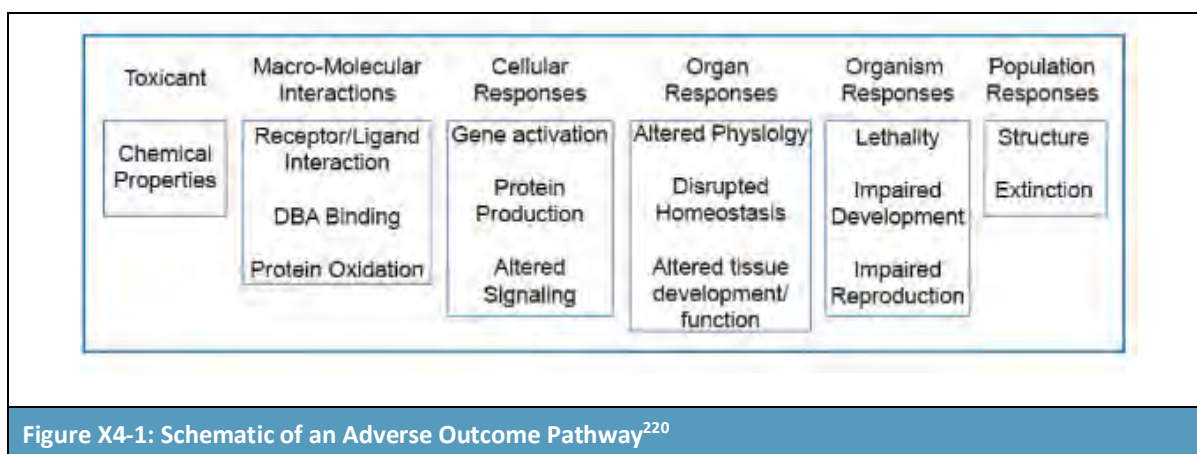 Toxicant
Chemical
Properties
Macro-Molecular
Interactions
Receptor/Ligand
Interaction
DBA Binding
Protein Oxidation
Cellular
Responses
Gene activation
Protein
Production
Altered
Signaling
Organ
Responses
Altered Physiolgy
Disrupted
Homeostasis
Altered tissue
development/
function
Organism
Responses
Lethality
Impaired
Development
Impaired
Reproduction
Population
Responses
Structure
Extinction
Figure X4-1: Schematic of an Adverse Outcome Pathway220